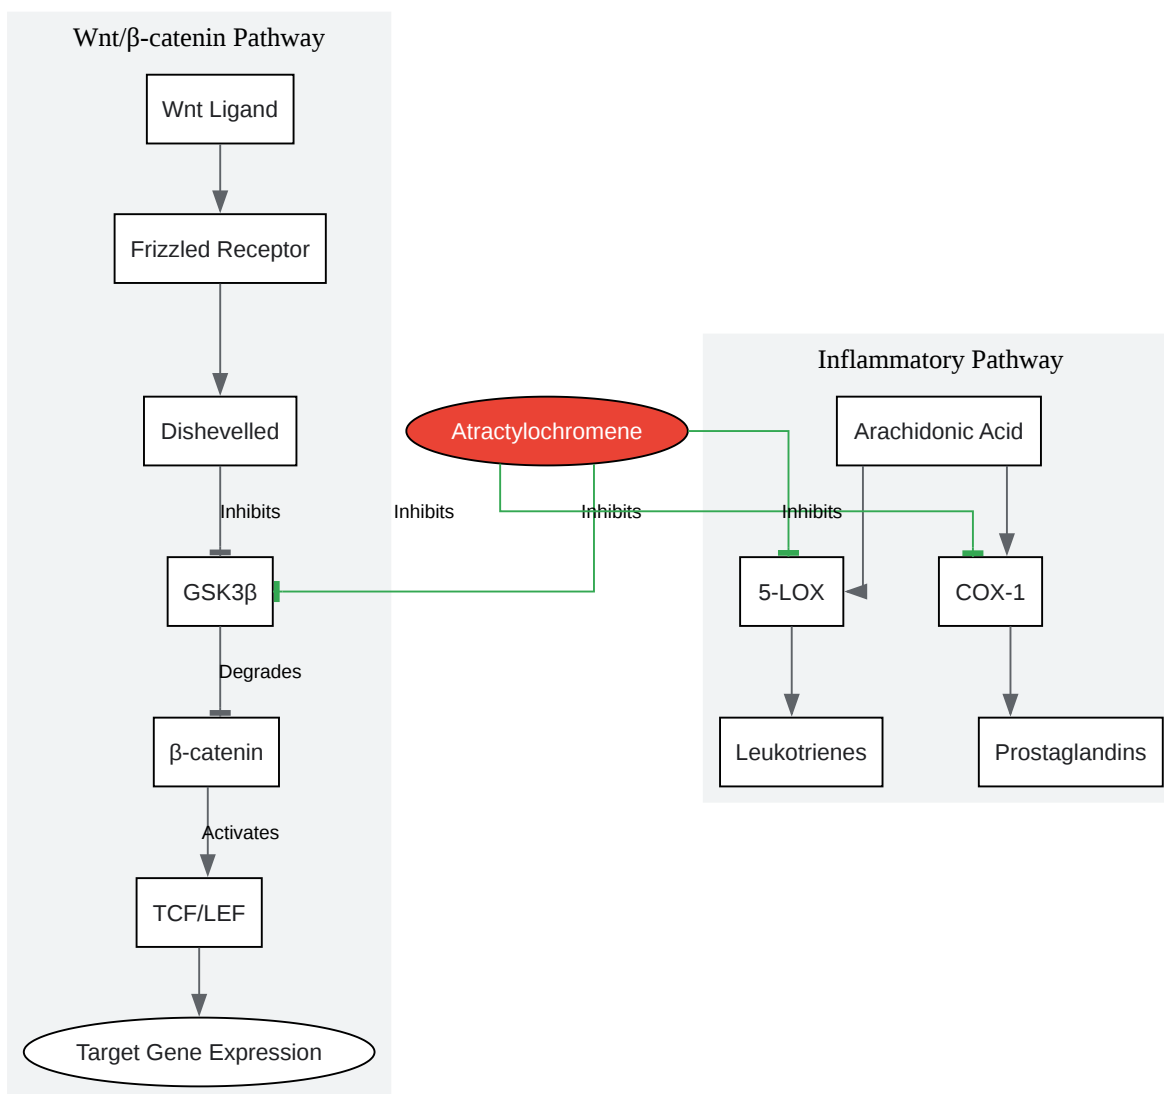 Wnt/β-catenin Pathway
Wnt Ligand
Frizzled Receptor
Inflammatory Pathway
Dishevelled
Atractylochromene
Arachidonic Acid
Inhibits
Inhibits
Inhibits
Inhibits
GSK3β
5-LOX
COX-1
Degrades
β-catenin
Leukotrienes
Prostaglandins
Activates
TCF/LEF
Target Gene Expression